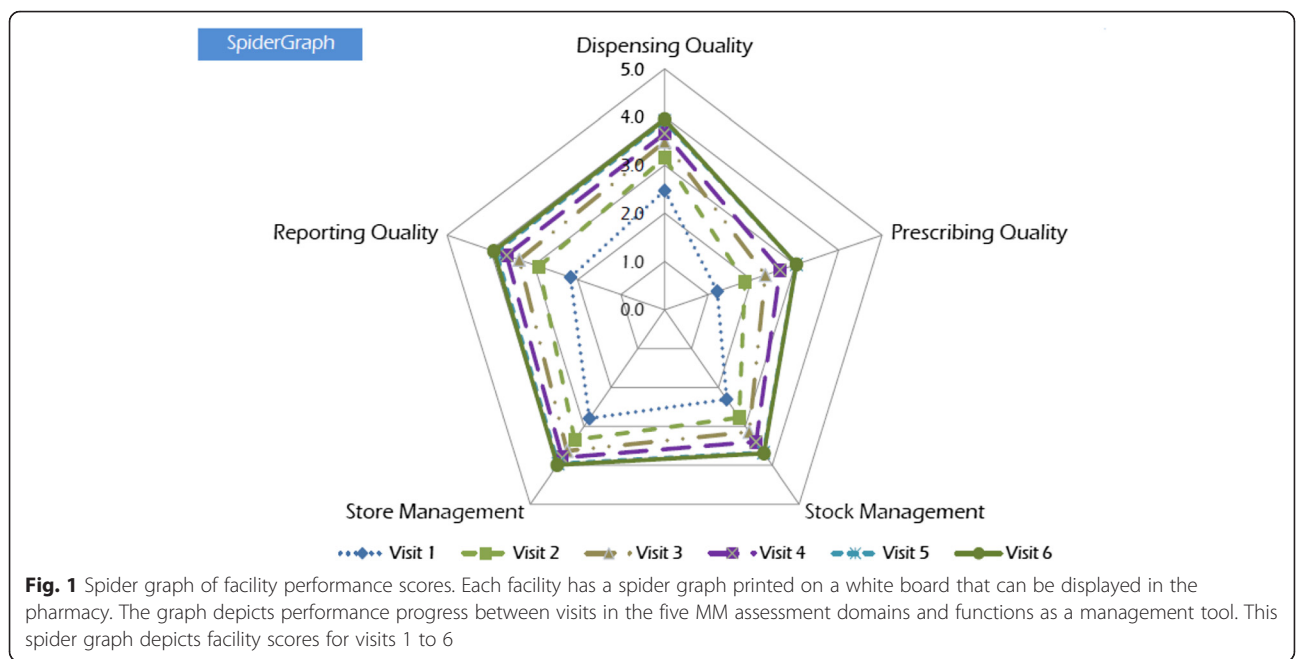 SpiderGraph
Dispensing Quality
5.0
4.0
3.0
2.0
1.0
0.0
Reporting Quality
Prescribing Quality
Store Management
Stock Management
Visit 1 Visit 2 Visit 3 Visit 4 Visit 5 Visit 6
Fig. 1 Spider graph of facility performance scores. Each facility has a spider graph printed on a white board that can be displayed in the
pharmacy. The graph depicts performance progress between visits in the five MM assessment domains and functions as a management tool. This
spider graph depicts facility scores for visits 1 to 6